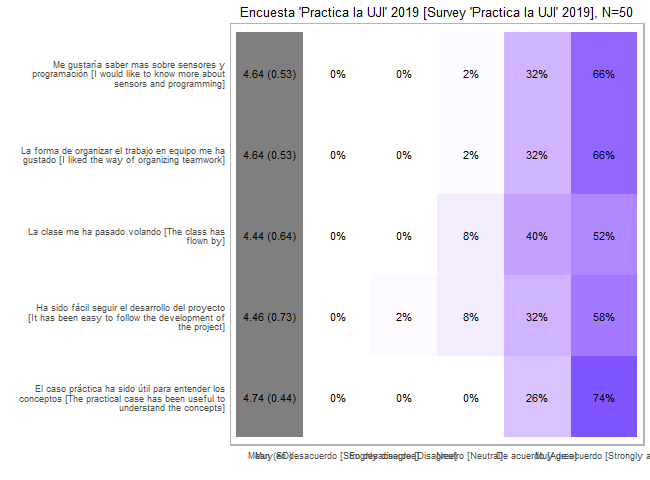 Encuesta 'Practica la UJI' 2019 [Survey 'Practica la UJI' 2019], N=50
Me gustaría saber mas sobre sensores y
programación [I would like to know more about
sensors and programming]
4.64 (0.53) 0% 0% 2% 32% 66%
La forma de organizar el trabajo en equipo me ha
gustado [I liked the way of organizing teamwork]
4.64 (0.53) 0% 0% 2% 32% 66%
La clase me ha pasado volando [The class has
flown by]
4.44 (0.64) 0% 0% 8% 40% 52%
Ha sido fácil seguir el desarrollo del proyecto
[It has been easy to follow the development of
the project]
4.46 (0.73) 0% 2% 8% 32% 58%
El caso práctica ha sido útil para entender los
conceptos [The practical case has been useful to
understand the concepts]
4.74 (0.44) 0% 0% 0% 26% 74%
[Neutral] acuerdo [Strongly a